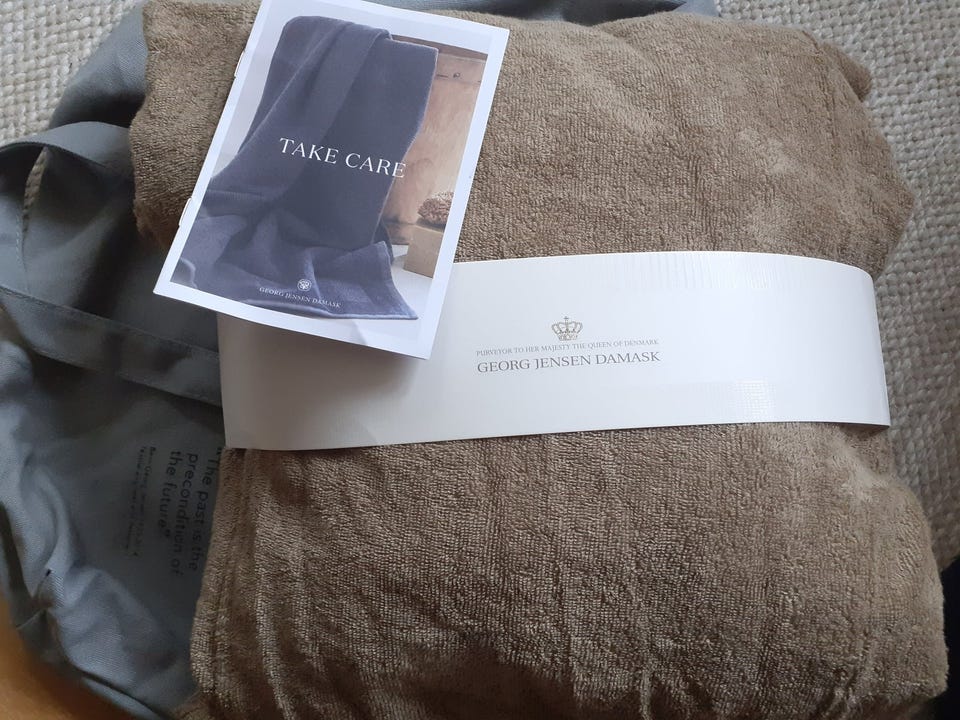 TAKE CARE
GEORG JENSEN DAMASK
PURVEYOR TO HER MAJESTY THE QUEEN OF DENMARK
GEORG JENSEN DAMASK
"The past is the
precondition of
the future"